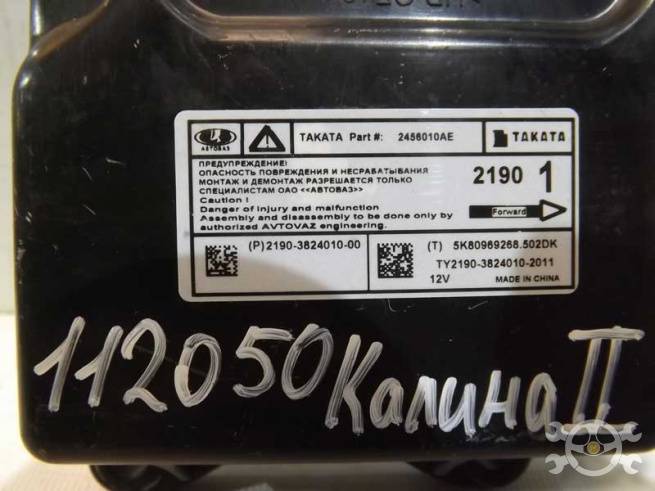 АВТОВАЗ
TAKATA Part #: 2456010AE
TAKATA
ПРЕДУПРЕЖДЕНИЕ!
ОПАСНОСТЬ ПОВРЕЖДЕНИЯ И НЕСРАБАТЫВАНИЯ
МОНТАЖ И ДЕМОНТАЖ РАЗРЕШАЕТСЯ ТОЛЬКО
СПЕЦИАЛИСТАМ ОАО <<АВТОВАЗ>>
Caution !
Danger of injury and malfunction
Assembly and disassembly to be done only by
authorized AVTOVAZ engineering.
2190 1
Forward
(P)2190-3824010-00
(T) 5K80969268.502DK
TY2190-3824010-2011
12V MADE IN CHINA
112050 Калина II